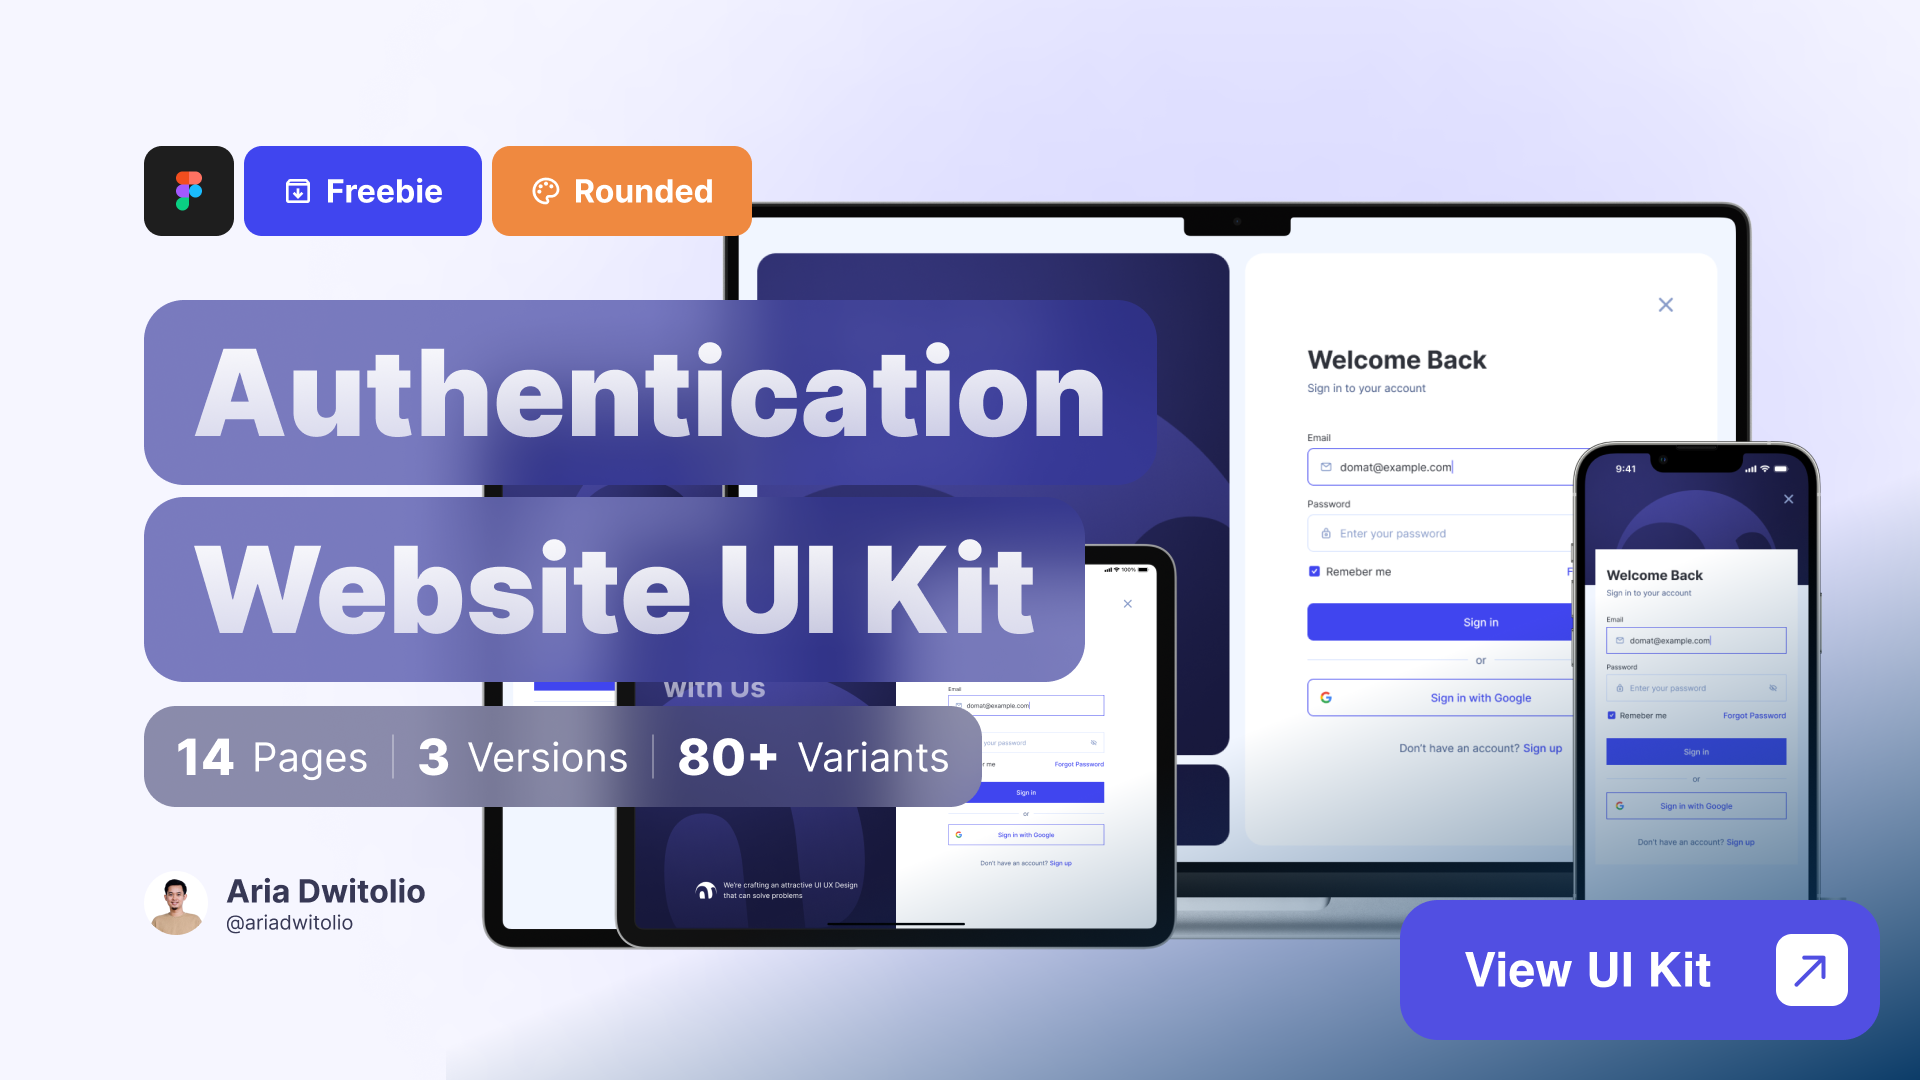 Freebie
Rounded
Authentication
Website UI Kit
14 Pages
3 Versions
80+ Variants
Aria Dwitolio
@ariadwitolio
Welcome Back
Sign in to your account
Email
domat@example.com
Password
Enter your password
Remeber me
Sign in
or
Sign in with Google
Don't have an account? Sign up
100%
with Us
Email
domat@example.com
your password
me
Forgot Password
Sign in
or
Sign in with Google
Don't have an account? Sign up
We're crafting an attractive UI UX Design
that can solve problems
9:41
Welcome Back
Sign in to your account
Email
domat@example.com
Password
Enter your password
Remeber me
Forgot Password
Sign in
or
Sign in with Google
Don't have an account? Sign up
View UI Kit